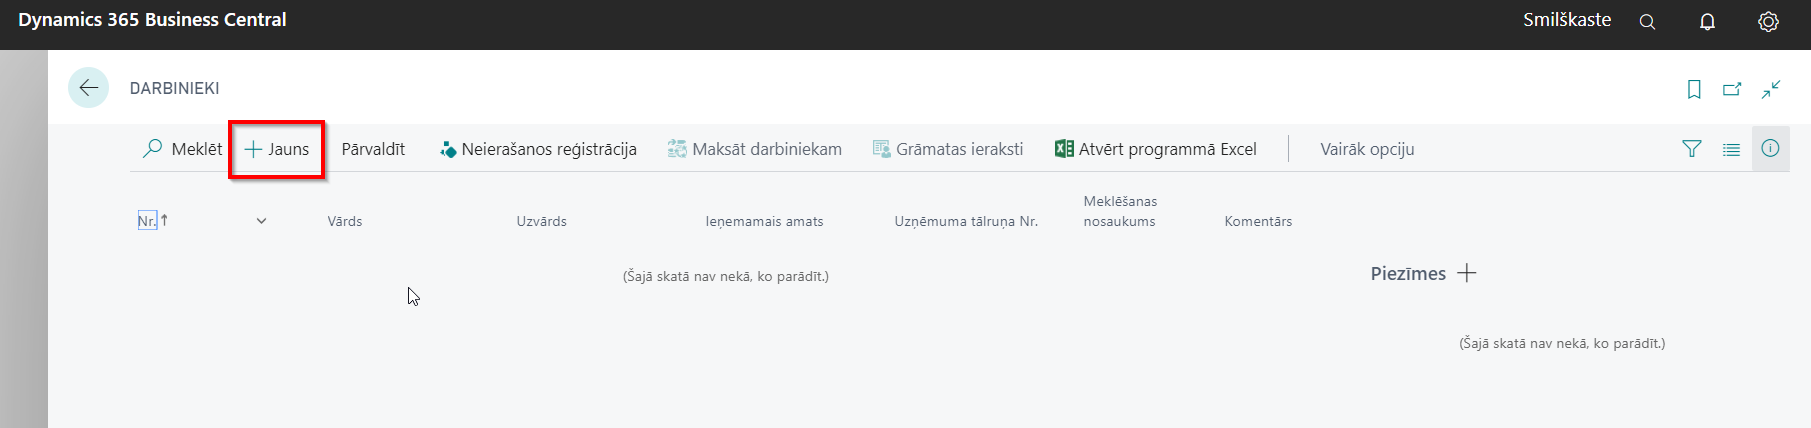 Dynamics 365 Business Central
Smilškaste
DARBINIEKI
Meklēt
Jauns
Pārvaldīt
Neierašanos reģistrācija
Maksāt darbiniekam
Grāmatas ieraksti
Atvērt programmā Excel
Vairāk opciju
Nr.
Vārds
Uzvārds
Ieņemamais amats
Uzņēmuma tālruņa Nr.
Meklēšanas
nosaukums
Komentārs
(Šajā skatā nav nekā, ko parādīt.)
Piezīmes
(Šajā skatā nav nekā, ko parādīt.)